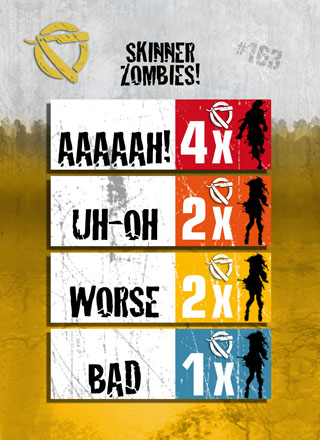 SKINNER
ZOMBIES!
#163
AAAAAH! 4X
UH-OH 2X
WORSE 2X
BAD 1X